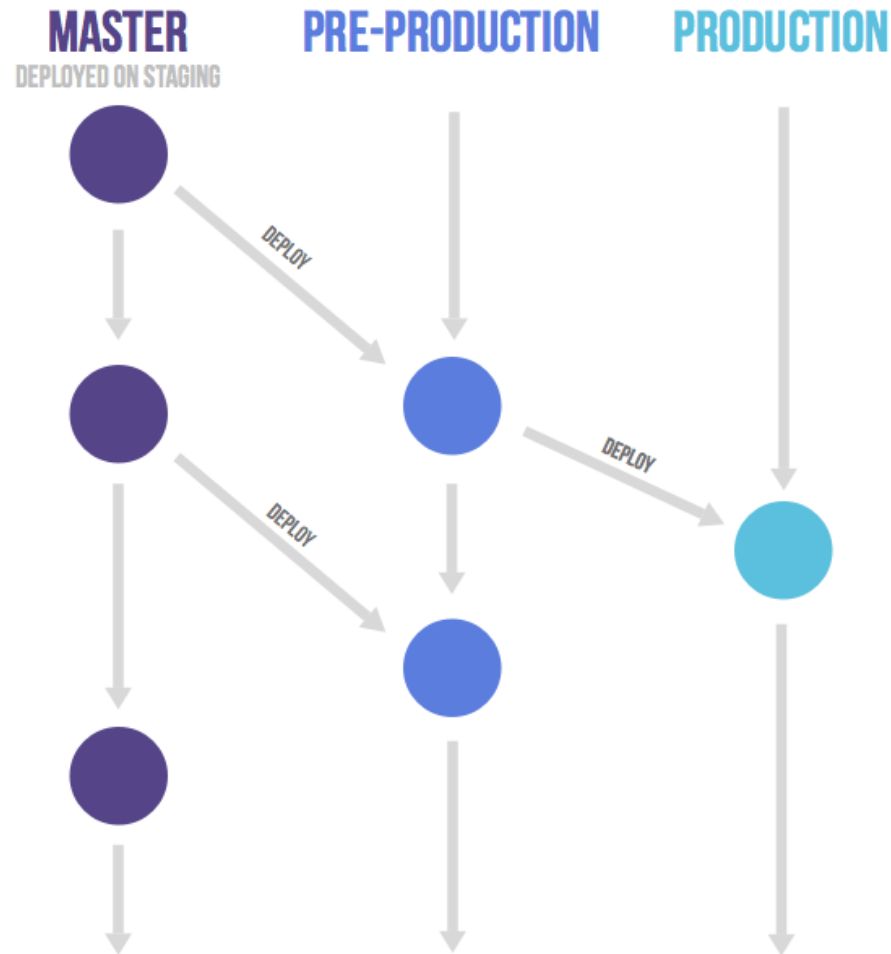 MASTER
DEPLOYED ON STAGING
PRE-PRODUCTION
PRODUCTION
DEPLOY
DEPLOY
DEPLOY